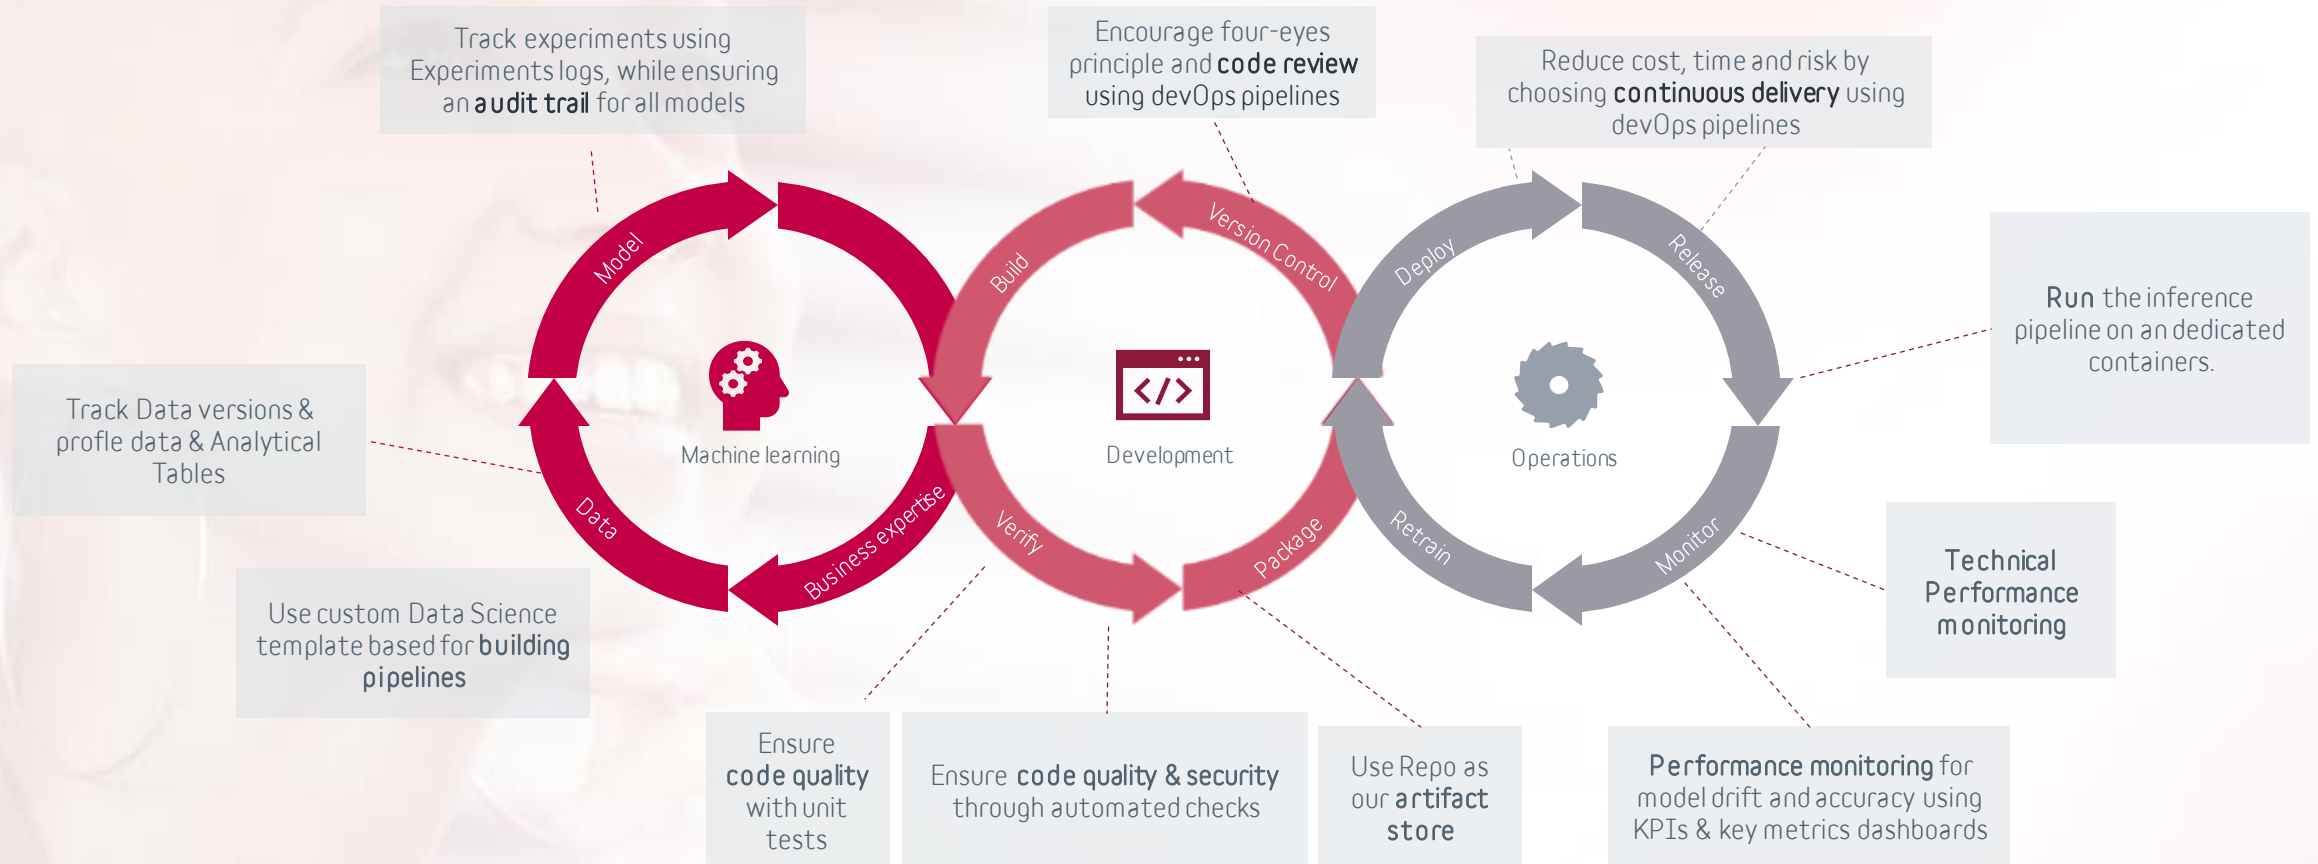 Track experiments using
Experiments logs, while ensuring
an audit trail for all models
Encourage four-eyes
principle and code review
using devOps pipelines
Reduce cost, time and risk by
choosing continuous delivery using
devOps pipelines
Model
Build
Version Control
Deploy
Release
Run the inference
pipeline on an dedicated
containers.
Track Data versions &
profle data & Analytical
Tables
Machine learning
Development
Operations
Data
Business expertise
Verify
Package
Retrain
Monitor
Technical
Performance
monitoring
Use custom Data Science
template based for building
pipelines
Ensure
code quality
with unit
tests
Ensure code quality & security
through automated checks
Use Repo as
our artifact
store
Performance monitoring for
model drift and accuracy using
KPIs & key metrics dashboards